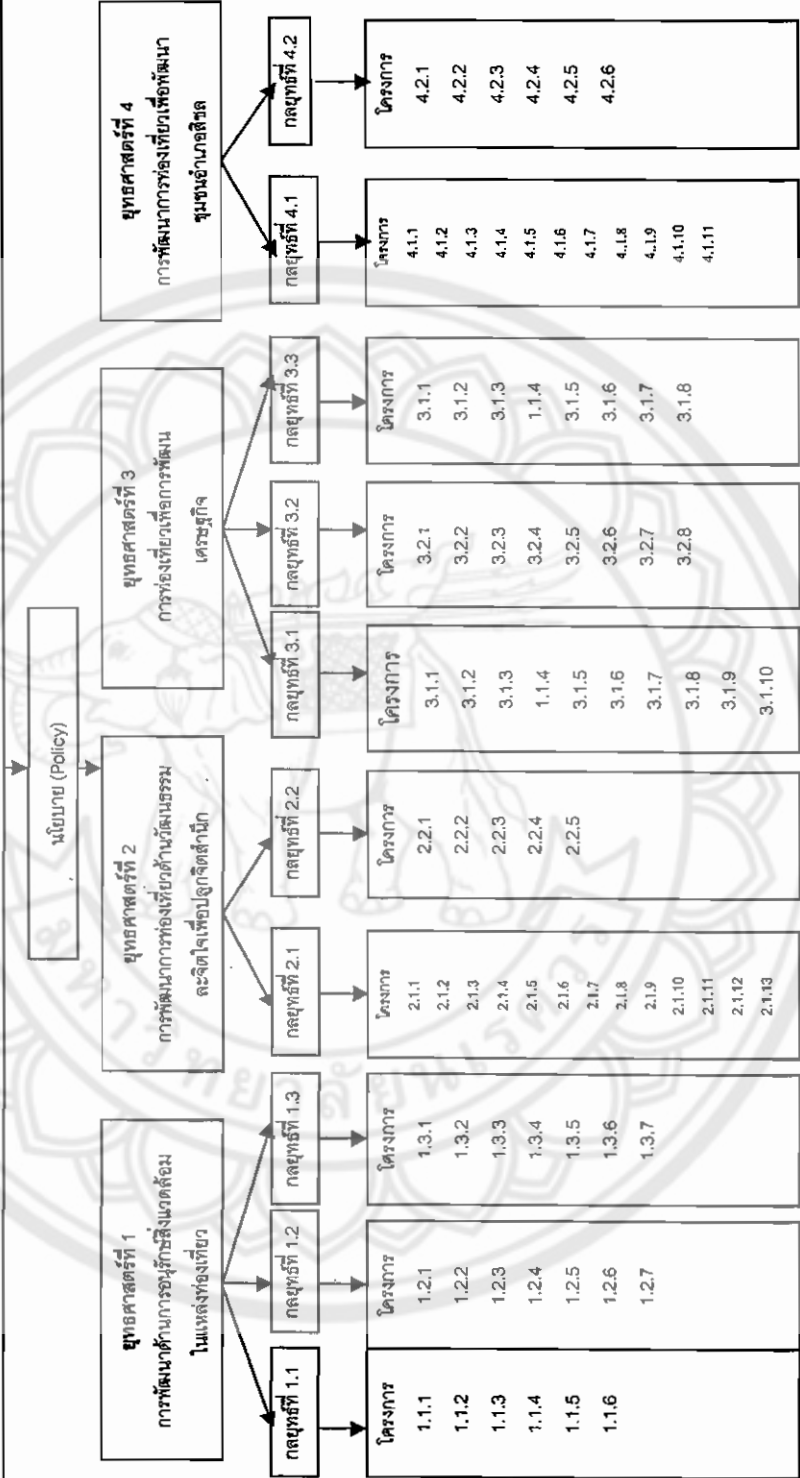 นโยบาย (Policy)
ยุทธศาสตร์ที่ 1
การพัฒนาด้านการอนุรักษ์สิ่งแวดล้อม
ในแหล่งท่องเที่ยว
ยุทธศาสตร์ที่ 2
การพัฒนาการท่องเที่ยวด้านวัฒนธรรม
ละจิตใจเพื่อปลูกจิตสำนึก
ยุทธศาสตร์ที่ 3
การท่องเที่ยวเพื่อการพัฒน
เศรษฐกิจ
ยุทธศาสตร์ที่ 4
การพัฒนาการท่องเที่ยวเพื่อพัฒนา
ชุมชนอำเภอสิชล
กลยุทธ์ที่ 1.1
กลยุทธ์ที่ 1.2
กลยุทธ์ที่ 1.3
กลยุทธ์ที่ 2.1
กลยุทธ์ที่ 2.2
กลยุทธ์ที่ 3.1
กลยุทธ์ที่ 3.2
กลยุทธ์ที่ 3.3
กลยุทธ์ที่ 4.1
กลยุทธ์ที่ 4.2
โครงการ
1.1.1
1.1.2
1.1.3
1.1.4
1.1.5
1.1.6
โครงการ
1.2.1
1.2.2
1.2.3
1.2.4
1.2.5
1.2.6
1.2.7
โครงการ
1.3.1
1.3.2
1.3.3
1.3.4
1.3.5
1.3.6
1.3.7
โครงการ
2.1.1
2.1.2
2.1.3
2.1.4
2.1.5
2.1.6
2.1.7
2.1.8
2.1.9
2.1.10
2.1.11
2.1.12
2.1.13
โครงการ
2.2.1
2.2.2
2.2.3
2.2.4
2.2.5
โครงการ
3.1.1
3.1.2
3.1.3
1.1.4
3.1.5
3.1.6
3.1.7
3.1.8
3.1.9
3.1.10
โครงการ
3.2.1
3.2.2
3.2.3
3.2.4
3.2.5
3.2.6
3.2.7
3.2.8
โครงการ
3.1.1
3.1.2
3.1.3
1.1.4
3.1.5
3.1.6
3.1.7
3.1.8
โครงการ
4.1.1
4.1.2
4.1.3
4.1.4
4.1.5
4.1.6
4.1.7
4.1.8
4.1.9
4.1.10
4.1.11
โครงการ
4.2.1
4.2.2
4.2.3
4.2.4
4.2.5
4.2.6
มหาวิทยาลัยนเรศวร